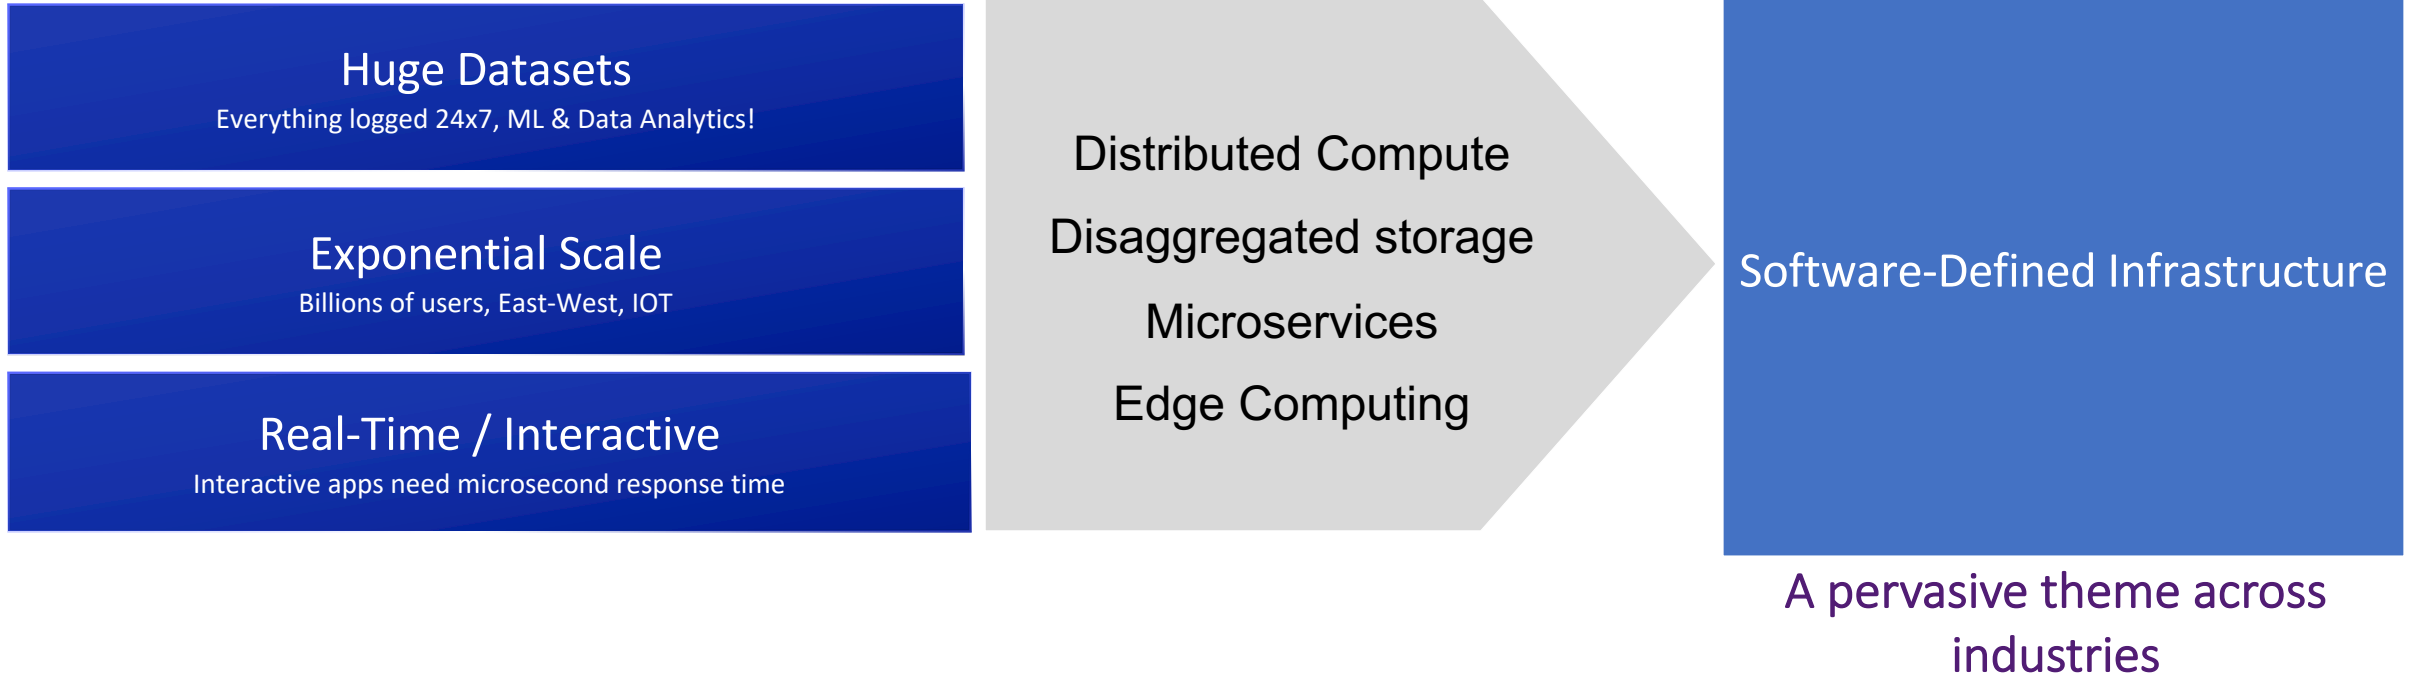 Huge Datasets
Everything logged 24x7, ML & Data Analytics!
Exponential Scale
Billions of users, East-West, IOT
Real-Time / Interactive
Interactive apps need microsecond response time
Distributed Compute
Disaggregated storage
Microservices
Edge Computing
Software-Defined Infrastructure
A pervasive theme across
industries